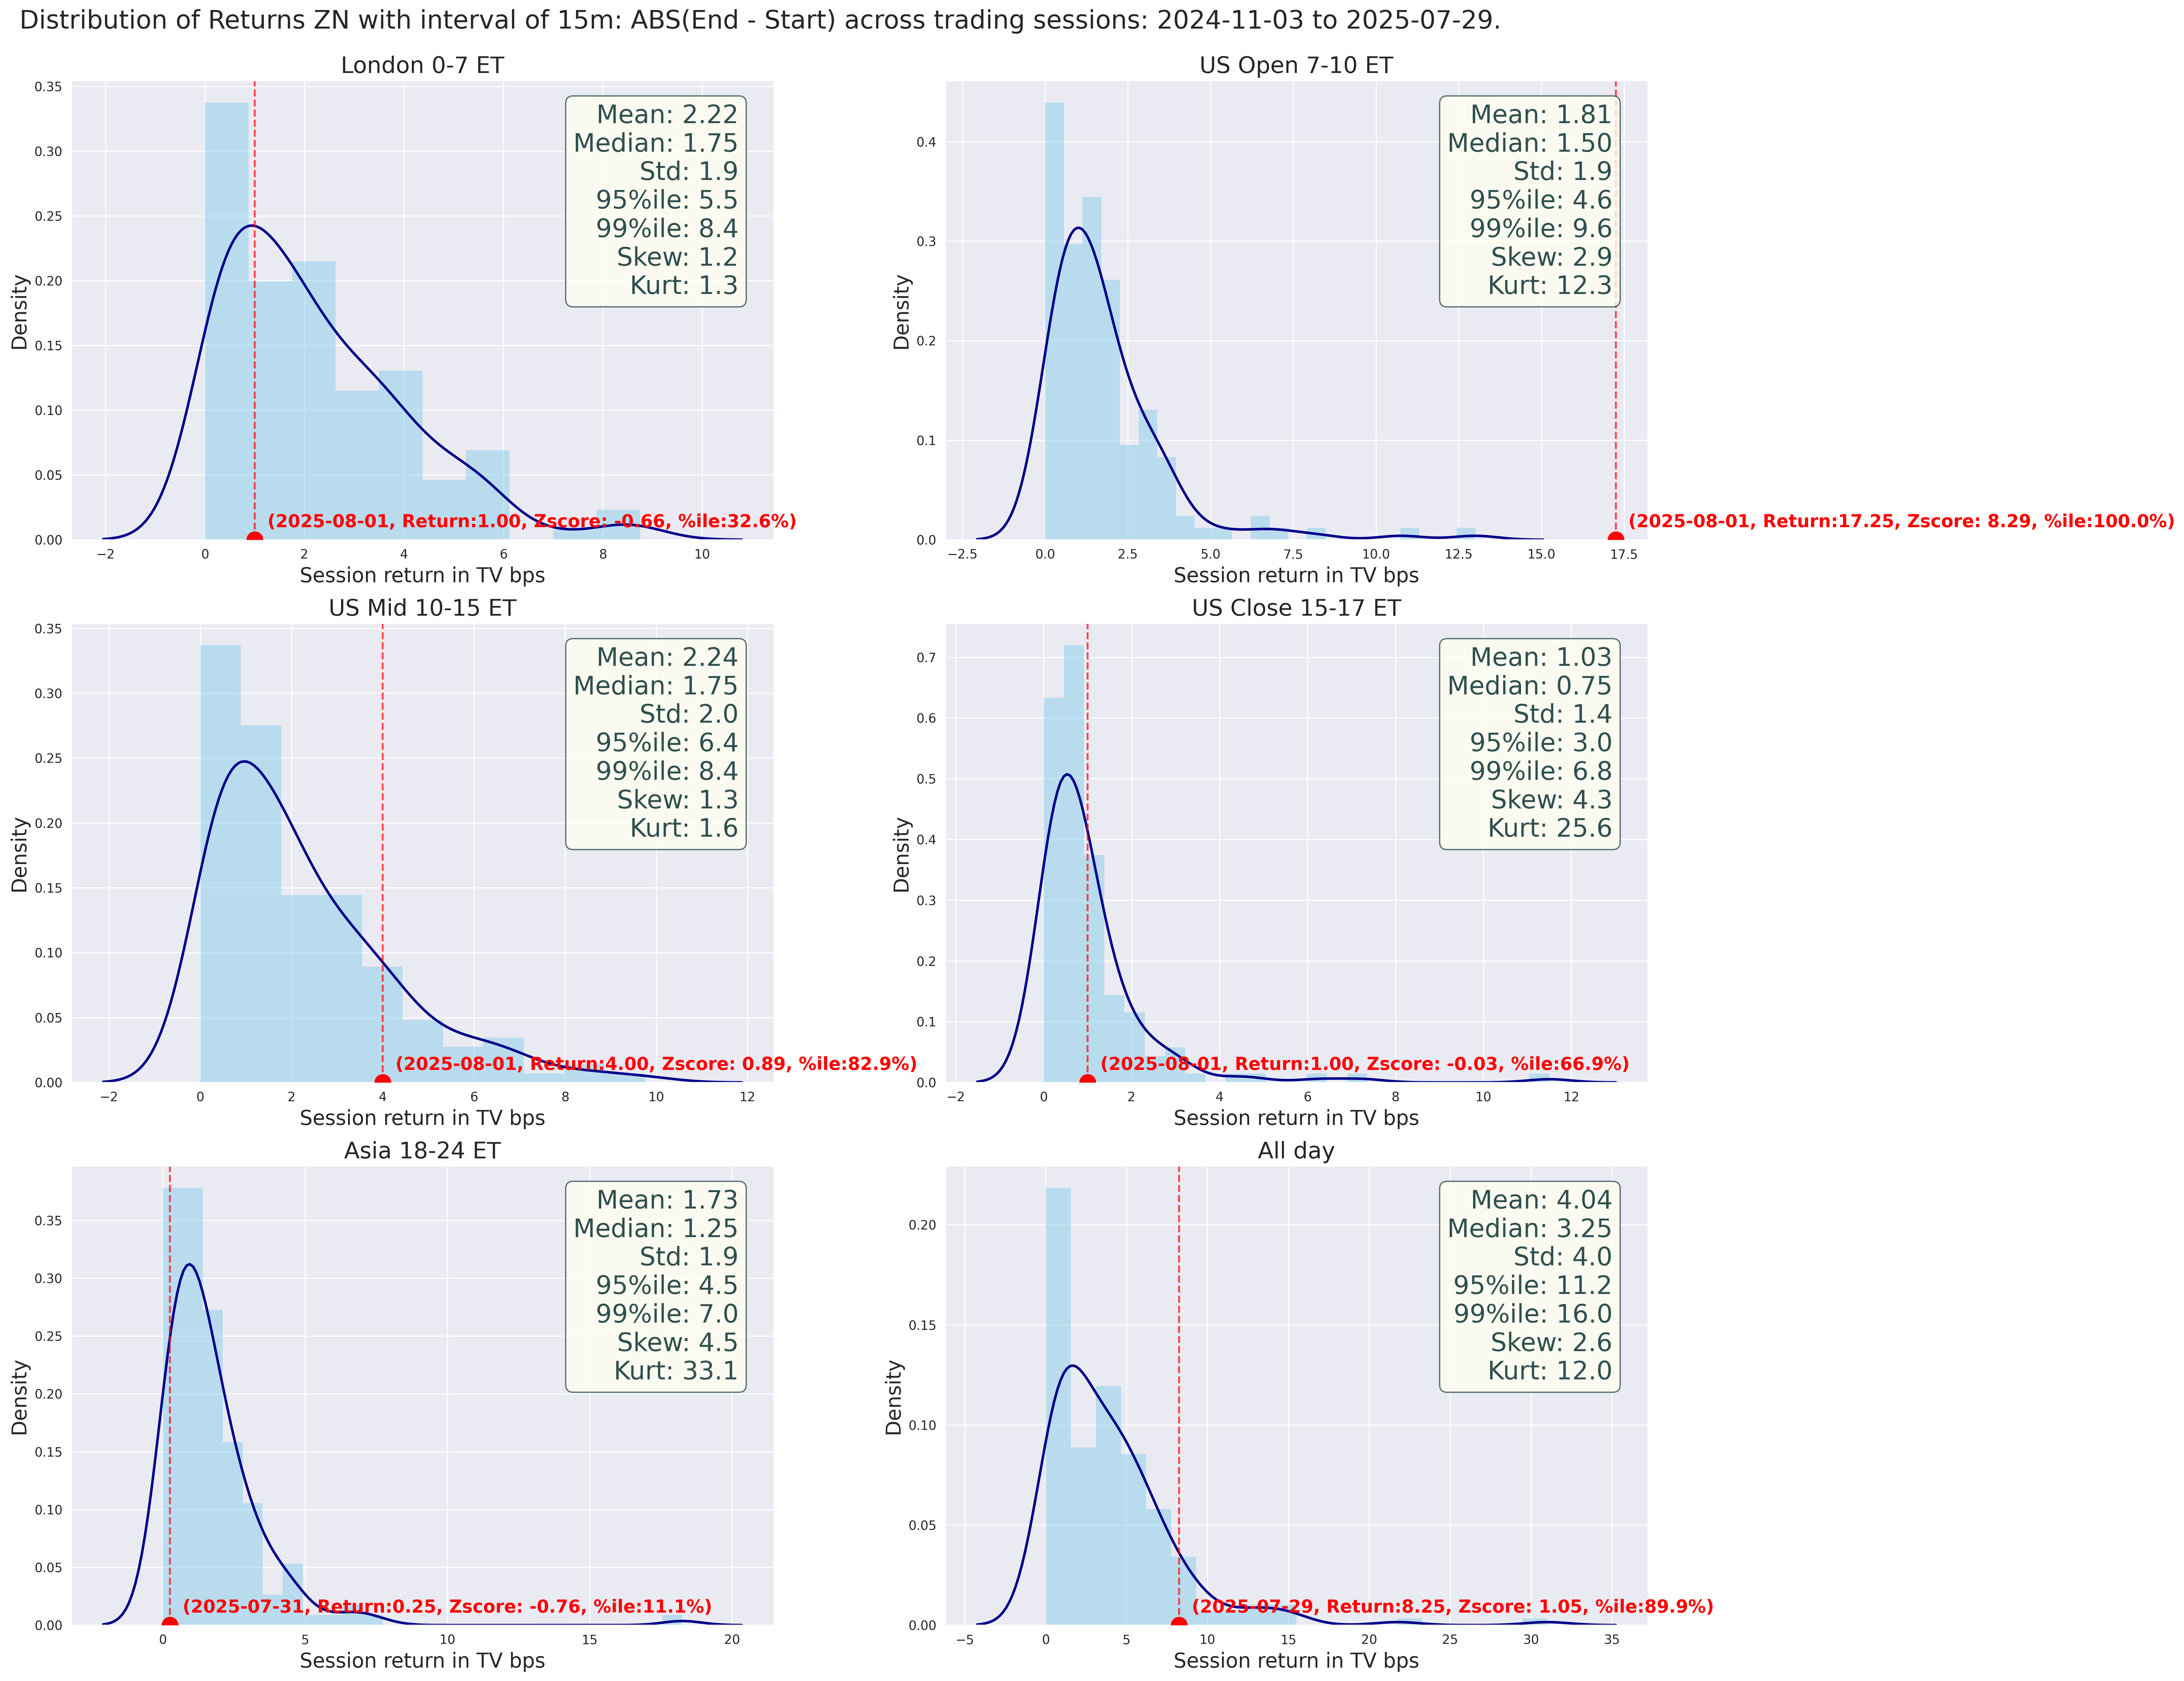 Distribution of Returns ZN with interval of 15m: ABS(End - Start) across trading sessions: 2024-11-03 to 2025-07-29.
London 0-7 ET
Density
0.35
0.30
0.25
0.20
0.15
0.10
0.05
0.00
Mean: 2.22
Median: 1.75
Std: 1.9
95%ile: 5.5
99%ile: 8.4
Skew: 1.2
Kurt: 1.3
(2025-08-01, Return:1.00, Zscore: -0.66, %ile:32.6%)
−2 0 2 4 6 8 10
Session return in TV bps
US Open 7-10 ET
Density
0.4
0.3
0.2
0.1
0.0
Mean: 1.81
Median: 1.50
Std: 1.9
95%ile: 4.6
99%ile: 9.6
Skew: 2.9
Kurt: 12.3
(2025-08-01, Return:17.25, Zscore: 8.29, %ile:100.0%)
−2.5 0.0 2.5 5.0 7.5 10.0 12.5 15.0 17.5
Session return in TV bps
US Mid 10-15 ET
Density
0.35
0.30
0.25
0.20
0.15
0.10
0.05
0.00
Mean: 2.24
Median: 1.75
Std: 2.0
95%ile: 6.4
99%ile: 8.4
Skew: 1.3
Kurt: 1.6
(2025-08-01, Return:4.00, Zscore: 0.89, %ile:82.9%)
−2 0 2 4 6 8 10 12
Session return in TV bps
US Close 15-17 ET
Density
0.7
0.6
0.5
0.4
0.3
0.2
0.1
0.0
Mean: 1.03
Median: 0.75
Std: 1.4
95%ile: 3.0
99%ile: 6.8
Skew: 4.3
Kurt: 25.6
(2025-08-01, Return:1.00, Zscore: -0.03, %ile:66.9%)
−2 0 2 4 6 8 10 12
Session return in TV bps
Asia 18-24 ET
Density
0.35
0.30
0.25
0.20
0.15
0.10
0.05
0.00
Mean: 1.73
Median: 1.25
Std: 1.9
95%ile: 4.5
99%ile: 7.0
Skew: 4.5
Kurt: 33.1
(2025-07-31, Return:0.25, Zscore: -0.76, %ile:11.1%)
0 5 10 15 20
Session return in TV bps
All day
Density
0.20
0.15
0.10
0.05
0.00
Mean: 4.04
Median: 3.25
Std: 4.0
95%ile: 11.2
99%ile: 16.0
Skew: 2.6
Kurt: 12.0
(2025-07-29, Return:8.25, Zscore: 1.05, %ile:89.9%)
−5 0 5 10 15 20 25 30 35
Session return in TV bps